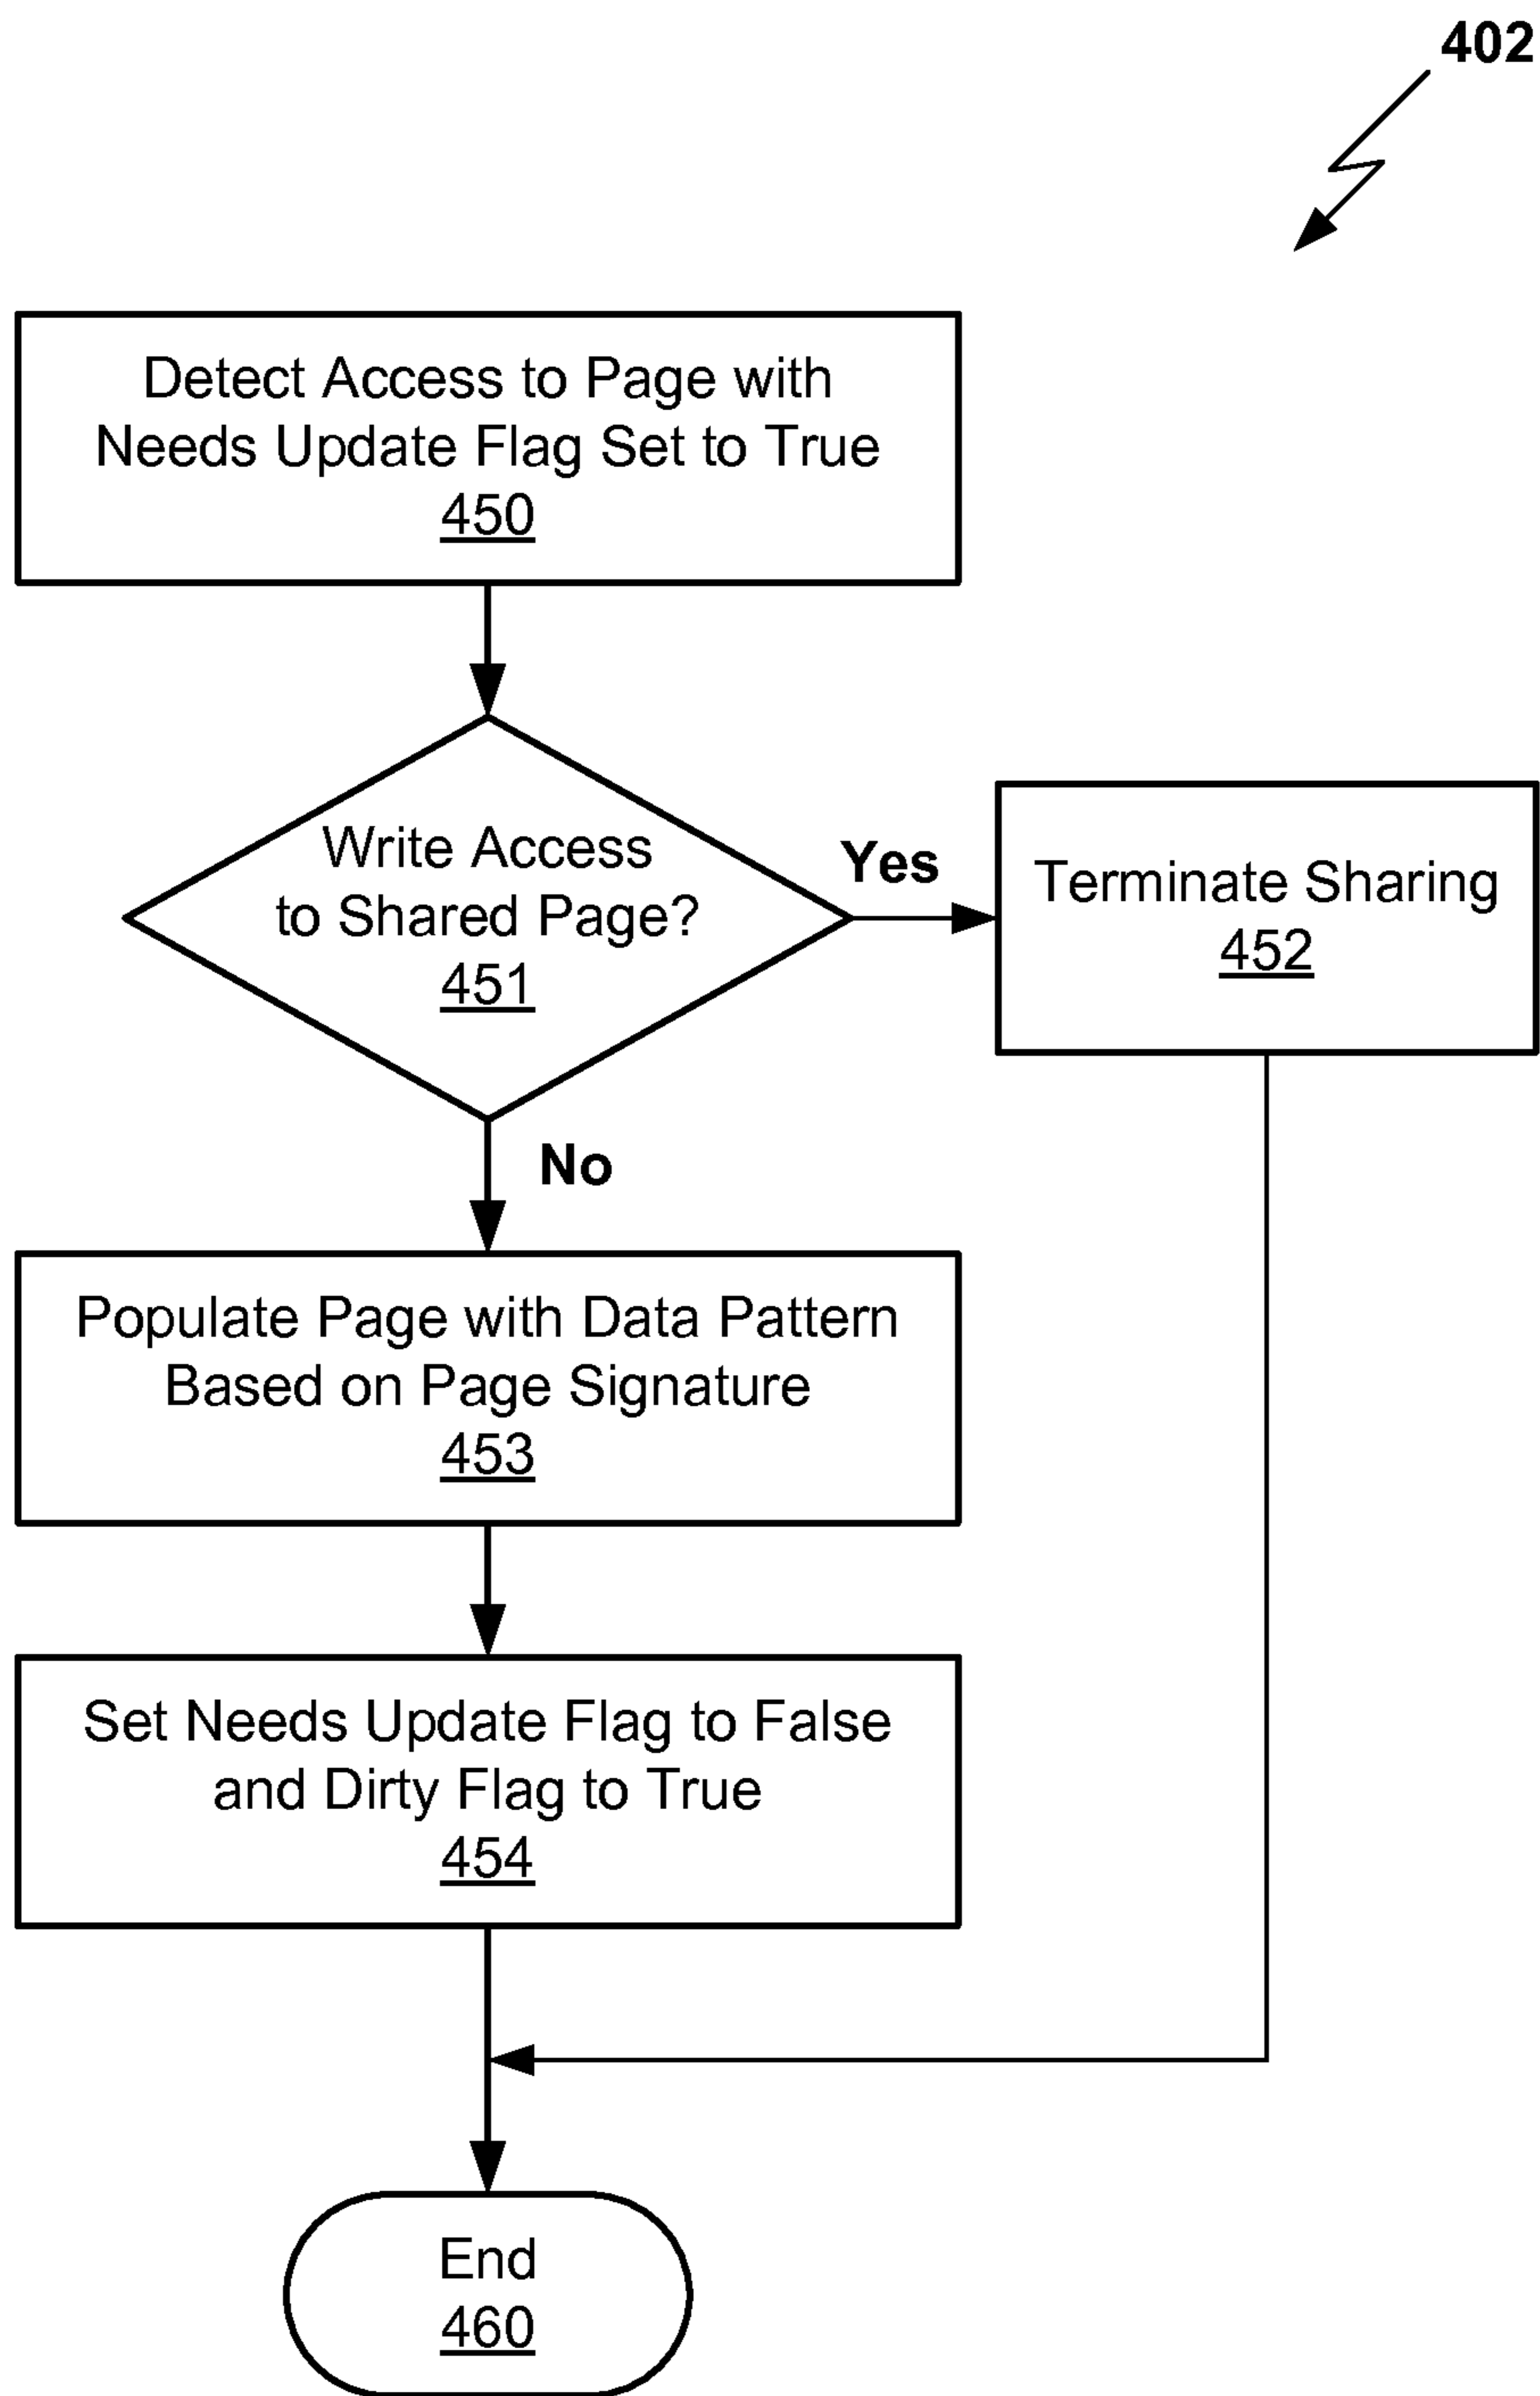 402
Detect Access to Page with
Needs Update Flag Set to True
450
Write Access
to Shared Page?
451
Yes
Terminate Sharing
452
No
Populate Page with Data Pattern
Based on Page Signature
453
Set Needs Update Flag to False
and Dirty Flag to True
454
End
460